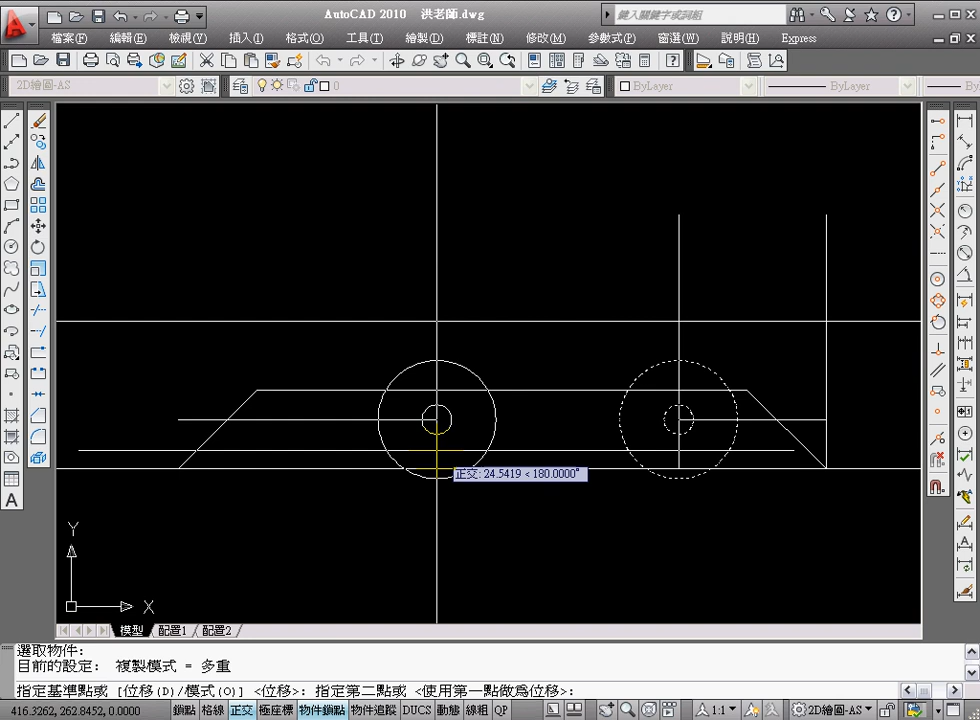 AutoCAD 2010 洪老師.dwg
鍵入關鍵字或詞組
檔案(F) 編輯(E) 檢視(V) 插入(I) 格式(O) 工具(T) 繪製(D) 標註(N) 修改(M) 參數式(P) 窗選(W) 說明(H) Express
2D繪圖-AS
0
ByLayer
ByLayer
By
A
A
正交: 24.5419 < 180.0000°
Y
X
模型 配置1 配置2
選取物件:
目前的設定: 複製模式 = 多重
指定基準點或 [位移(D)/模式(O)] <位移>: 指定第二點或 <使用第一點做為位移>:
416.3262, 262.8452, 0.0000 鎖點 格線 正交 極座標 物件鎖點 物件追蹤 DUCS 動態 線粗 QP 1:1 2D繪圖-AS